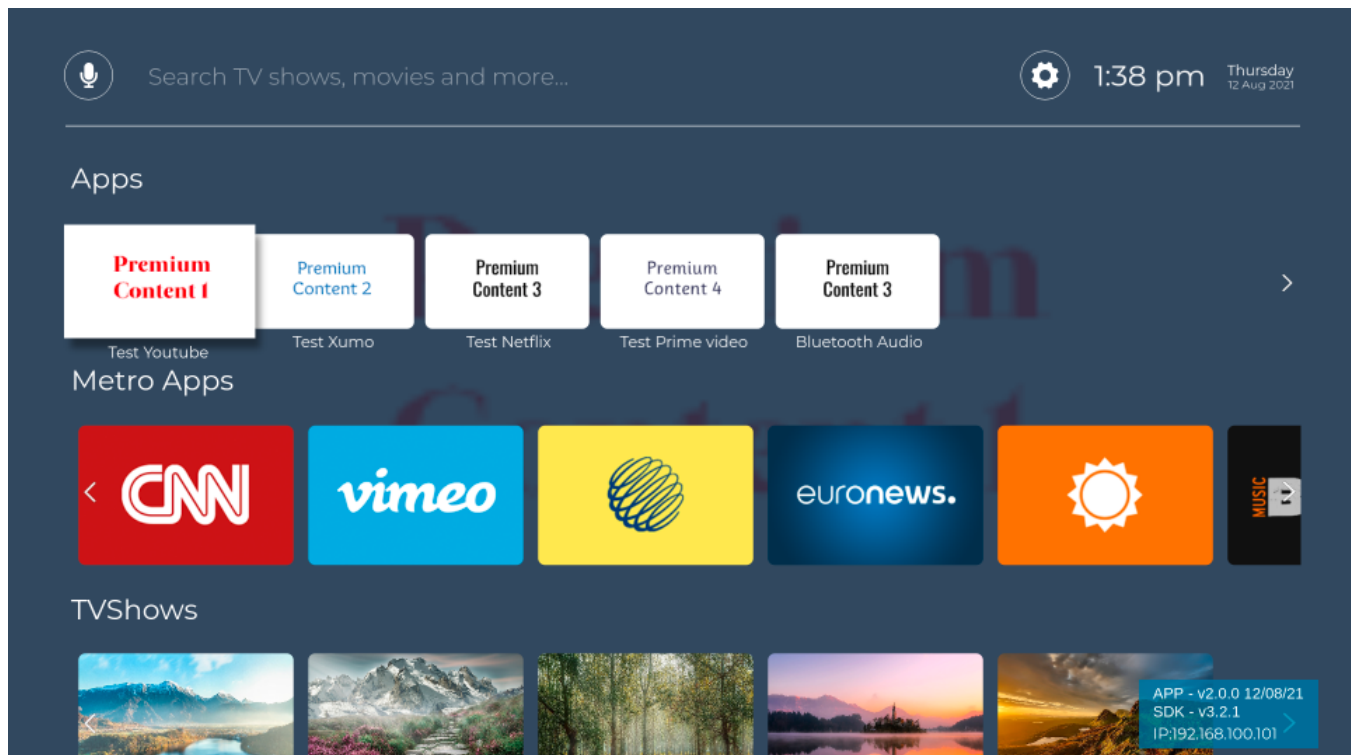 Search TV shows, movies and more...
1:38 pm
Thursday
12 Aug 2021
Apps
Premium
Content 1
Premium
Content 2
Premium
Content 3
Premium
Content 4
Premium
Content 3
Test Youtube
Test Xumo
Test Netflix
Test Prime video
Bluetooth Audio
Metro Apps
CNN
vimeo
euronews.
MUSIC
TVShows
APP - v2.0.0 12/08/21
SDK - v3.2.1
IP:192.168.100.101